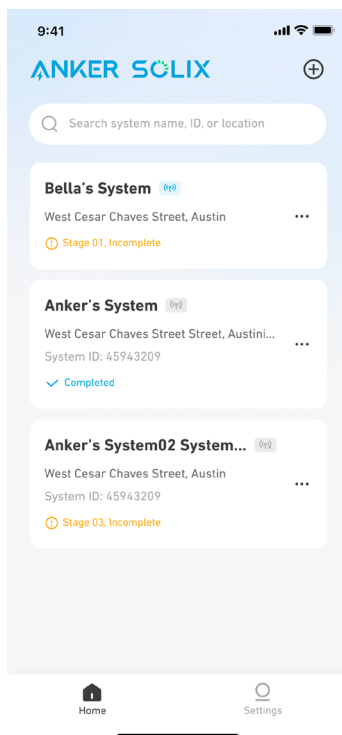 9:41
ANKER SOLIX
Search system name, ID, or location
Bella's System
West Cesar Chaves Street, Austin
Stage 01, Incomplete
Anker's System
West Cesar Chaves Street Street, Austini...
System ID: 45943209
Completed
Anker's System02 System...
West Cesar Chaves Street, Austin
System ID: 45943209
Stage 03, Incomplete
Home
Settings